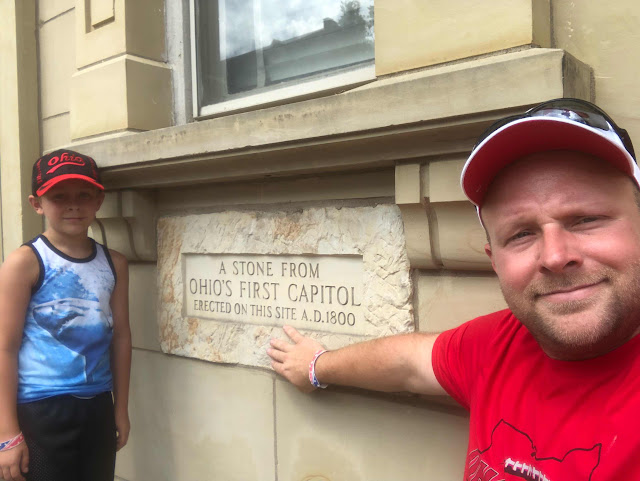 Ohio
A STONE FROM
OHIO'S FIRST CAPITOL
ERECTED ON THIS SITE A.D. 1800